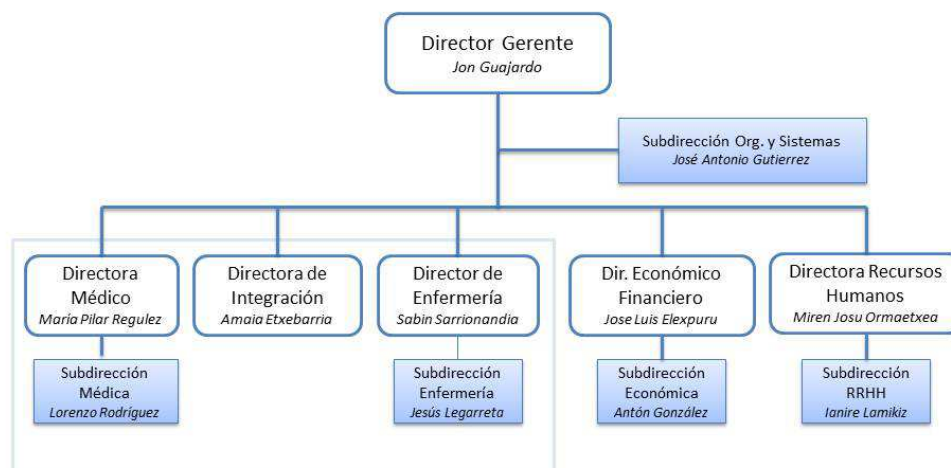 Director Gerente
Jon Guajardo
Subdirección Org. y Sistemas
José Antonio Gutierrez
Directora
Médico
María Pilar Regulez
Directora de
Integración
Amaia Etxebarria
Director de
Enfermería
Sabin Sarrionandia
Dir. Económico
Financiero
Jose Luis Elexpuru
Directora Recursos
Humanos
Miren Josu Ormaetxea
Subdirección
Médica
Lorenzo Rodríguez
Subdirección
Enfermería
Jesús Legarreta
Subdirección
Económica
Antón González
Subdirección
RRHH
Ianire Lamikiz